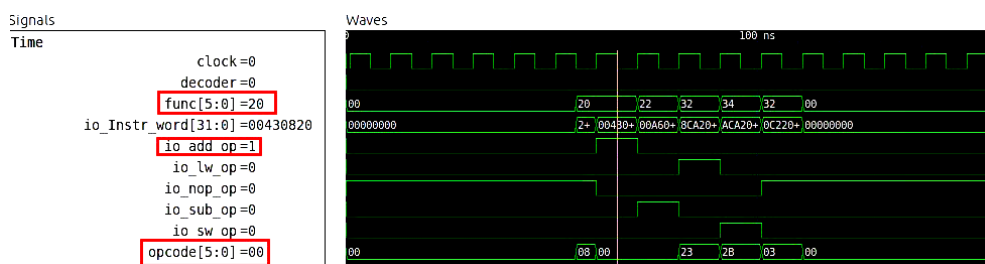 Signals
Waves
Time
100 ns
clock=0
decoder=0
func[5:0]=20
00 20 22 32 34 32 00
io_Instr_word[31:0]=00430820
00000000 2+ 00430+ 00A60+ 8CA20+ ACA20+ 0C220+ 00000000
io_add_op=1
io_lw_op=0
io_nop_op=0
io_sub_op=0
io_sw_op=0
opcode[5:0]=00
00 08 00 23 2B 03 00